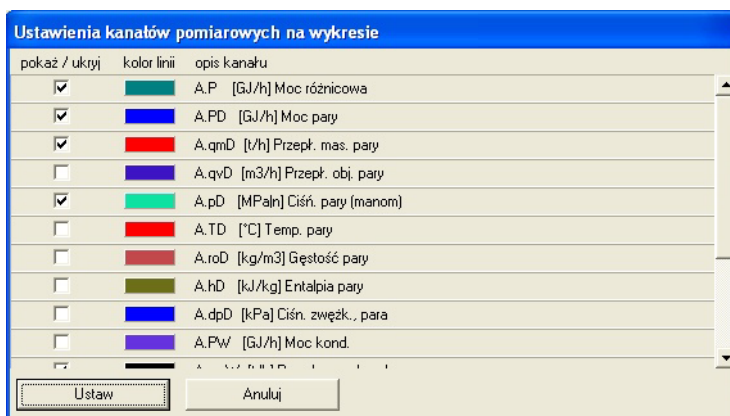 Ustawienia kanałów pomiarowych na wykresie
pokaż / ukryj kolor linii opis kanału
A.P [GJ/h] Moc różnicowa
A.PD [GJ/h] Moc pary
A.qmD [t/h] Przepł. mas. pary
A.qvD [m3/h] Przepł. obj. pary
A.pD [MPa|n] Ciśń. pary (manom)
A.TD [°C] Temp. pary
A.roD [kg/m3] Gęstość pary
A.hD [kJ/kg] Entalpia pary
A.dpD [kPa] Ciśn. zwężk., para
A.PW [GJ/h] Moc kond.
Ustaw Anuluj